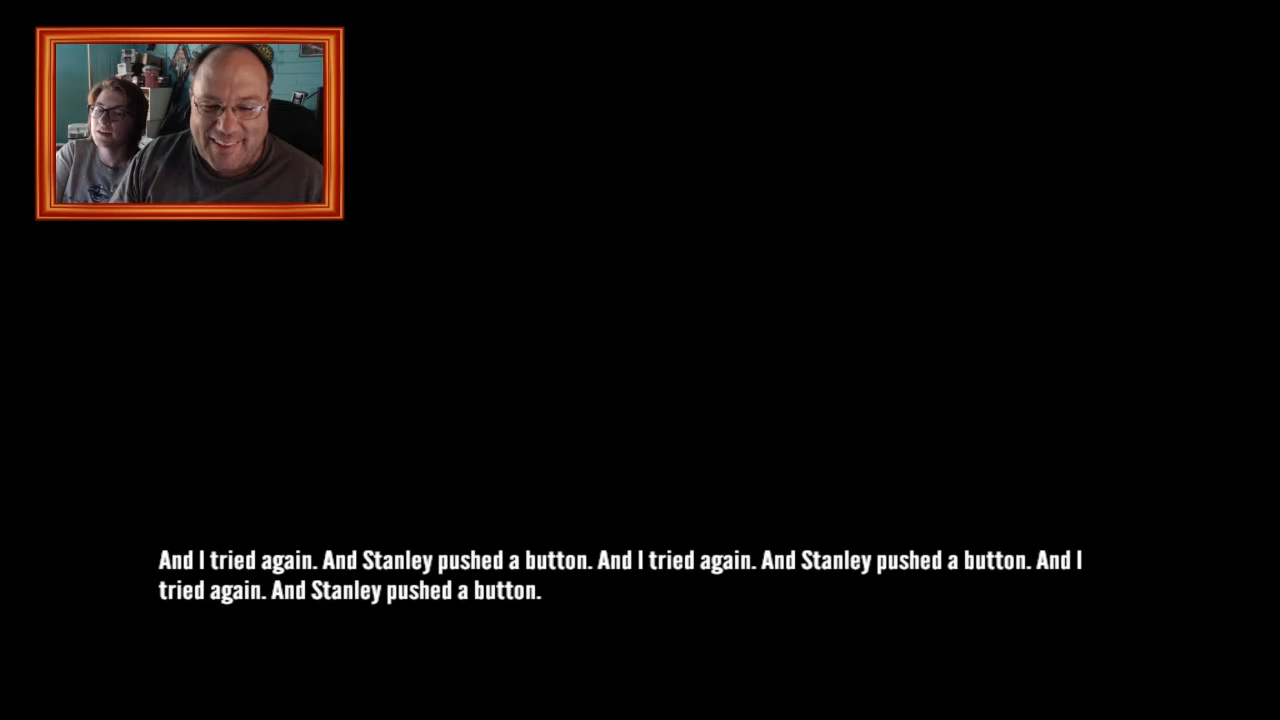 And I tried again. And Stanley pushed a button. And I tried again. And Stanley pushed a button. And I
tried again. And Stanley pushed a button.